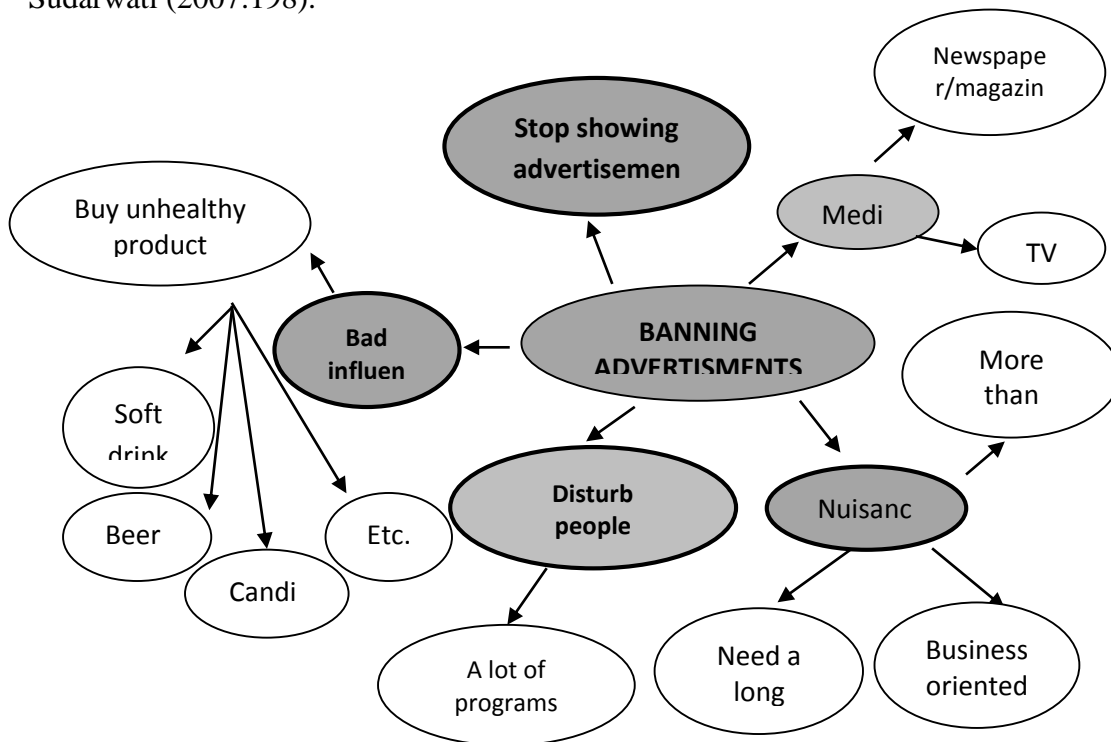 Sudarwati (2007:198).
Newspape
r/magazin
Stop showing
advertisemen
Medi
Buy unhealthy
product
TV
BANNING
ADVERTISMENTS
Bad
influen
More
than
Soft
drink
Disturb
people
Nuisanc
Beer
Etc.
Candi
A lot of
programs
Need a
long
Business
oriented